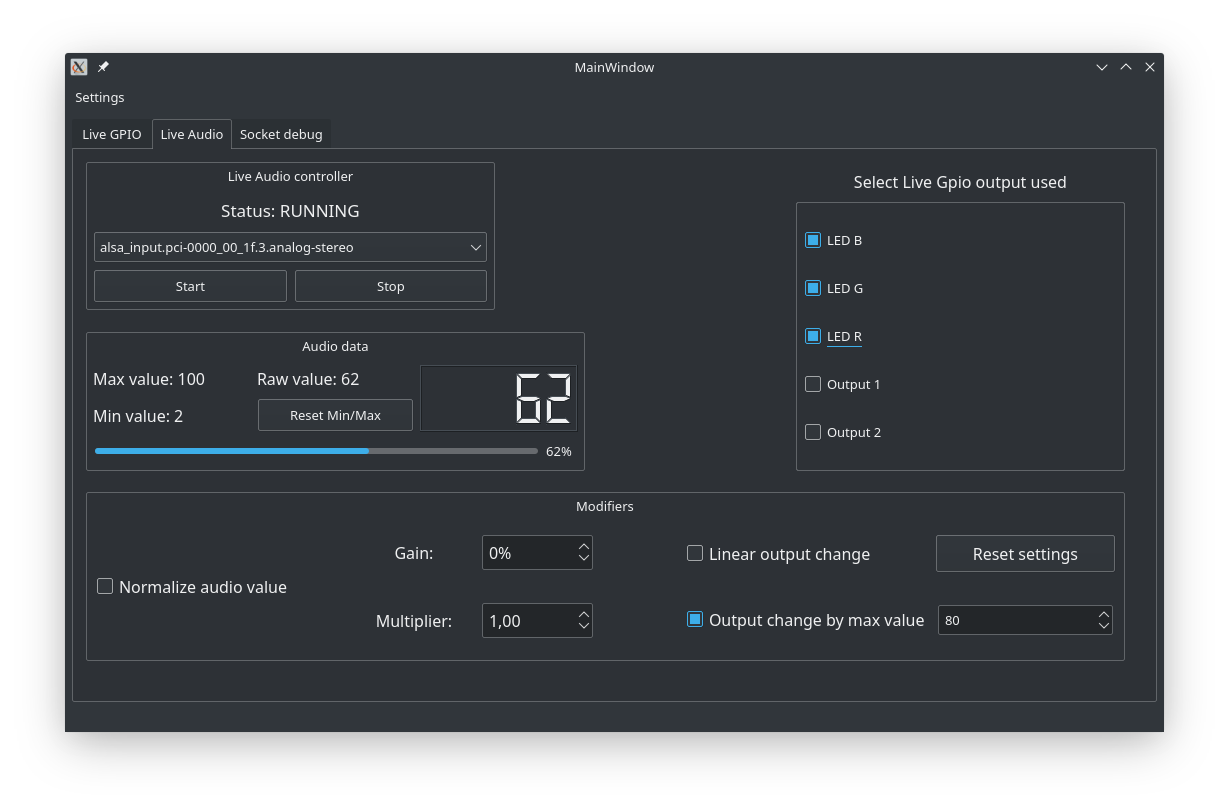 MainWindow
Settings
Live GPIO
Live Audio
Socket debug
Live Audio controller
Status: RUNNING
alsa_input.pci-0000_00_1f.3.analog-stereo
Start
Stop
Select Live Gpio output used
LED B
LED G
LED R
Output 1
Output 2
Audio data
Max value: 100
Raw value: 62
62
Min value: 2
Reset Min/Max
62%
Modifiers
Normalize audio value
Gain:
0%
Multiplier:
1,00
Linear output change
Reset settings
Output change by max value
80